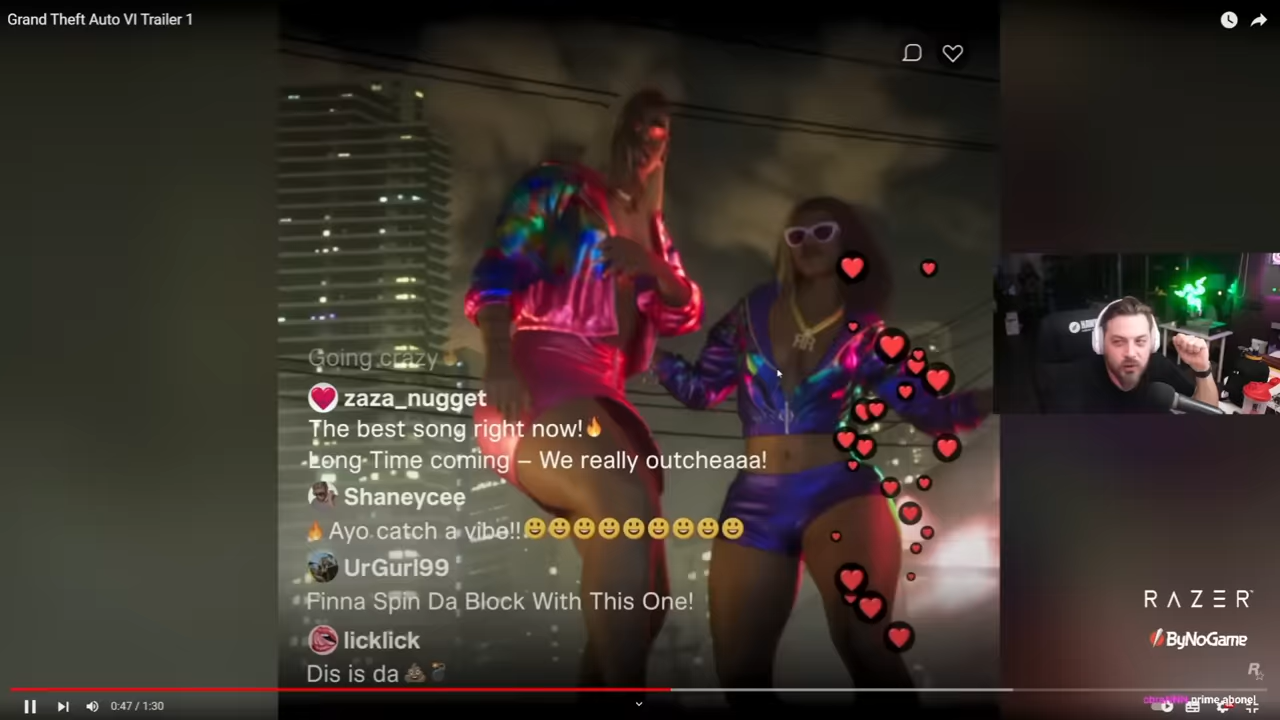 Grand Theft Auto VI Trailer 1
Going crazy
zaza_nugget
The best song right now!🔥
Long Time coming – We really outcheaaa!
Shaneycee
🔥Ayo catch a vibe!!😀😀😀😀😀😀😀😀😀
UrGurl99
Finna Spin Da Block With This One!
licklick
Dis is da 💩💣
RAZER
ByNoGame
prime abone!
0:47 / 1:30